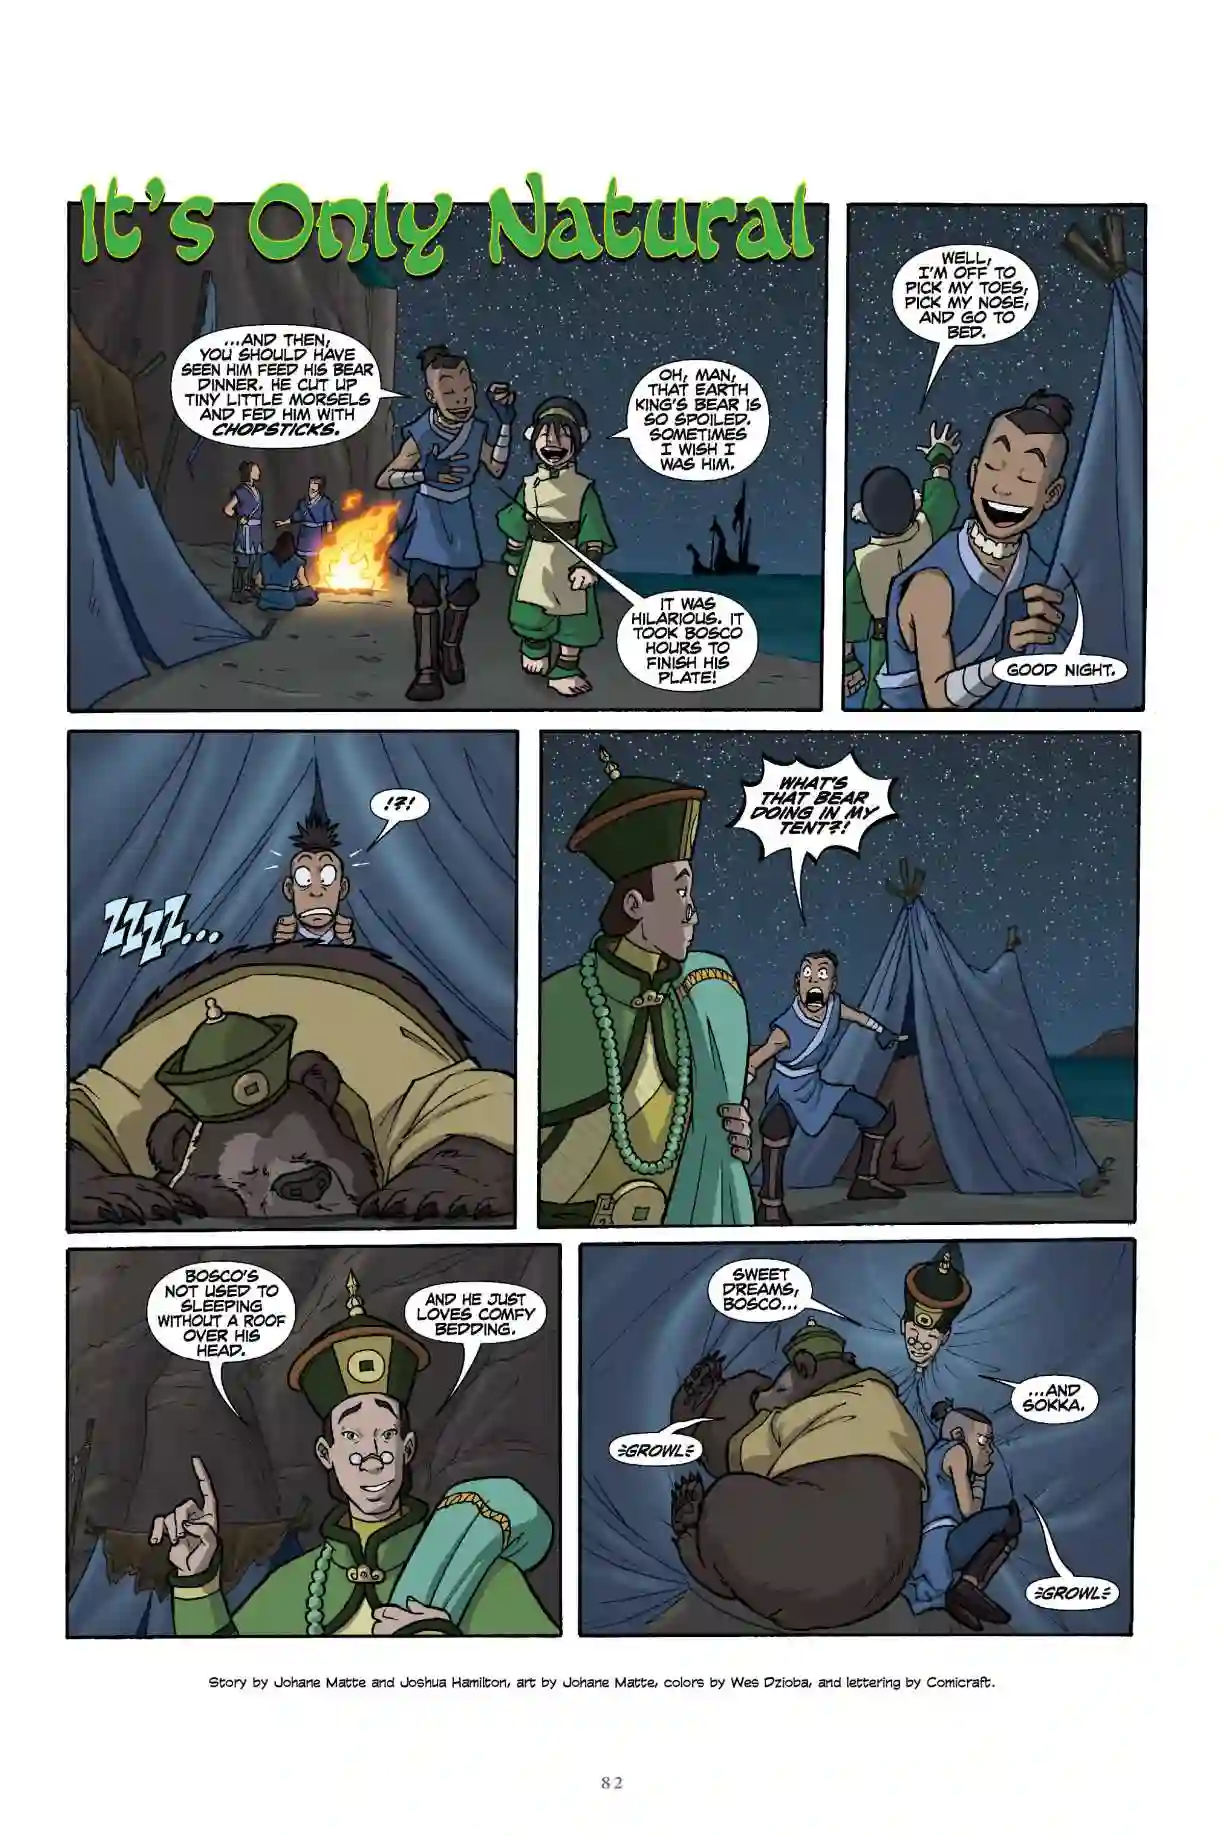 It's Only Natural
...AND THEN,
YOU SHOULD HAVE
SEEN HIM FEED HIS BEAR
DINNER. HE CUT UP
TINY LITTLE MORSELS
AND FED HIM WITH
CHOPSTICKS.
OH, MAN,
THAT EARTH
KING'S BEAR IS
SO SPOILED.
SOMETIMES
I WISH I
WAS HIM.
IT WAS
HILARIOUS. IT
TOOK BOSCO
HOURS TO
FINISH HIS
PLATE!
WELL,
I'M OFF TO
PICK MY TOES,
PICK MY NOSE,
AND GO TO
BED.
GOOD NIGHT.
!?!
ZZZZ...
WHAT'S
THAT BEAR
DOING IN MY
TENT?!
BOSCO'S
NOT USED TO
SLEEPING
WITHOUT A ROOF
OVER HIS
HEAD.
AND HE JUST
LOVES COMFY
BEDDING.
SWEET
DREAMS,
BOSCO...
...AND
SOKKA.
GROWL
GROWL
Story by Johane Matte and Joshua Hamilton, art by Johane Matte, colors by Wes Dzioba, and lettering by Comicraft.
82